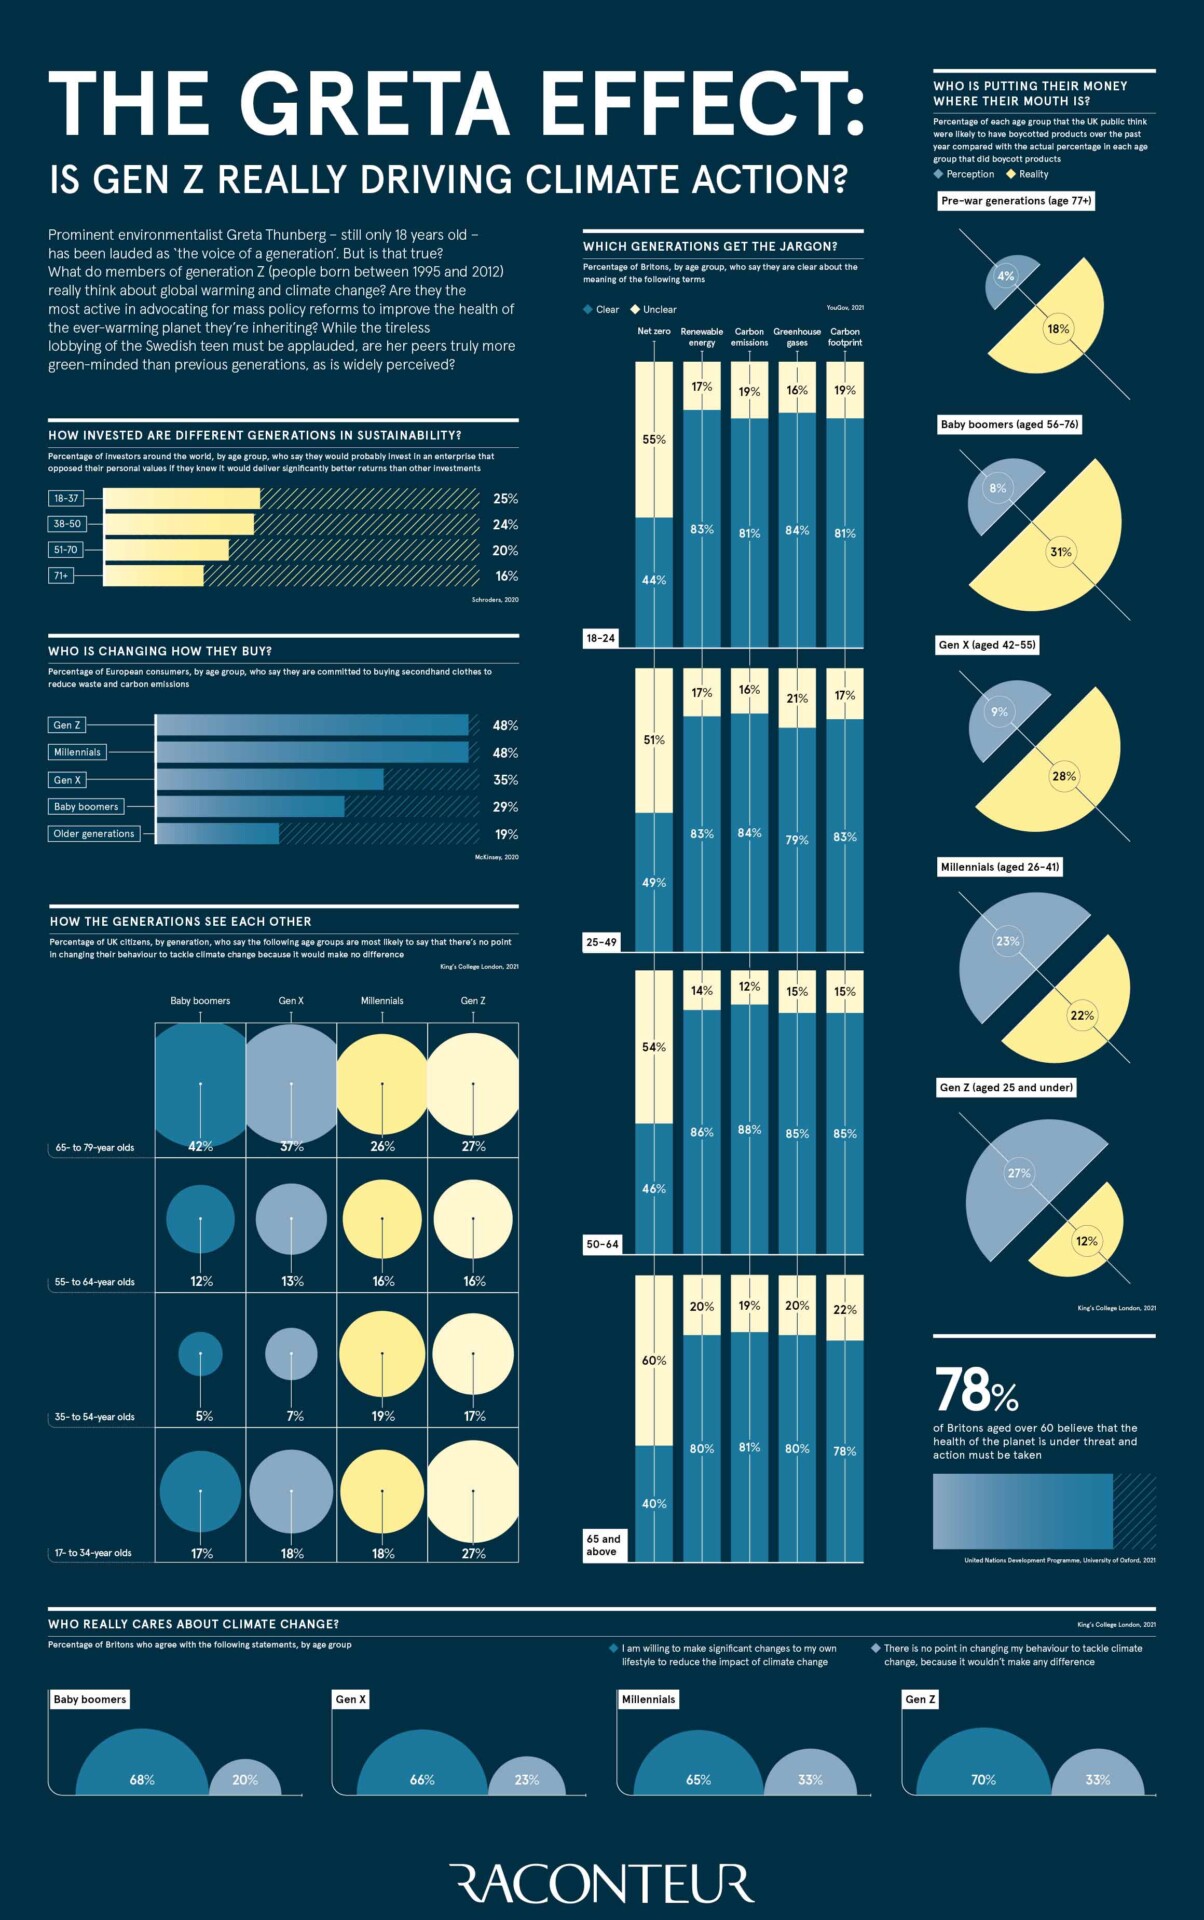 THE GRETA EFFECT:
IS GEN Z REALLY DRIVING CLIMATE ACTION?
Prominent environmentalist Greta Thunberg – still only 18 years old –
has been lauded as ‘the voice of a generation’. But is that true?
What do members of generation Z (people born between 1995 and 2012)
really think about global warming and climate change? Are they the
most active in advocating for mass policy reforms to improve the health of
the ever-warming planet they’re inheriting? While the tireless
lobbying of the Swedish teen must be applauded, are her peers truly more
green-minded than previous generations, as is widely perceived?
HOW INVESTED ARE DIFFERENT GENERATIONS IN SUSTAINABILITY?
Percentage of investors around the world, by age group, who say they would probably invest in an enterprise that
opposed their personal values if they knew it would deliver significantly better returns than other investments
18-37 25%
38-50 24%
51-70 20%
71+ 16%
Schroders, 2020
WHO IS CHANGING HOW THEY BUY?
Percentage of European consumers, by age group, who say they are committed to buying secondhand clothes to
reduce waste and carbon emissions
Gen Z 48%
Millennials 48%
Gen X 35%
Baby boomers 29%
Older generations 19%
McKinsey, 2020
HOW THE GENERATIONS SEE EACH OTHER
Percentage of UK citizens, by generation, who say the following age groups are most likely to say that there’s no point
in changing their behaviour to tackle climate change because it would make no difference
King’s College London, 2021
Baby boomers Gen X Millennials Gen Z
65- to 79-year olds 42% 37% 26% 27%
55- to 64-year olds 12% 13% 16% 16%
35- to 54-year olds 5% 7% 19% 17%
17- to 34-year olds 17% 18% 18% 27%
WHICH GENERATIONS GET THE JARGON?
Percentage of Britons, by age group, who say they are clear about the
meaning of the following terms
Clear Unclear
YouGov, 2021
Net zero Renewable energy Carbon emissions Greenhouse gases Carbon footprint
55% 17% 19% 16% 19%
44% 83% 81% 84% 81%
18-24
51% 17% 16% 21% 17%
49% 83% 84% 79% 83%
25-49
54% 14% 12% 15% 15%
46% 86% 88% 85% 85%
50-64
60% 20% 19% 20% 22%
40% 80% 81% 80% 78%
65 and
above
WHO IS PUTTING THEIR MONEY
WHERE THEIR MOUTH IS?
Percentage of each age group that the UK public think
were likely to have boycotted products over the past
year compared with the actual percentage in each age
group that did boycott products
Perception Reality
Pre-war generations (age 77+)
4%
18%
Baby boomers (aged 56-76)
8%
31%
Gen X (aged 42-55)
9%
28%
Millennials (aged 26-41)
23%
22%
Gen Z (aged 25 and under)
27%
12%
King’s College London, 2021
78%
of Britons aged over 60 believe that the
health of the planet is under threat and
action must be taken
United Nations Development Programme, University of Oxford, 2021
WHO REALLY CARES ABOUT CLIMATE CHANGE?
King’s College London, 2021
Percentage of Britons who agree with the following statements, by age group
I am willing to make significant changes to my own
lifestyle to reduce the impact of climate change
There is no point in changing my behaviour to tackle climate
change, because it wouldn’t make any difference
Baby boomers
68% 20%
Gen X
66% 23%
Millennials
65% 33%
Gen Z
70% 33%
RACONTEUR